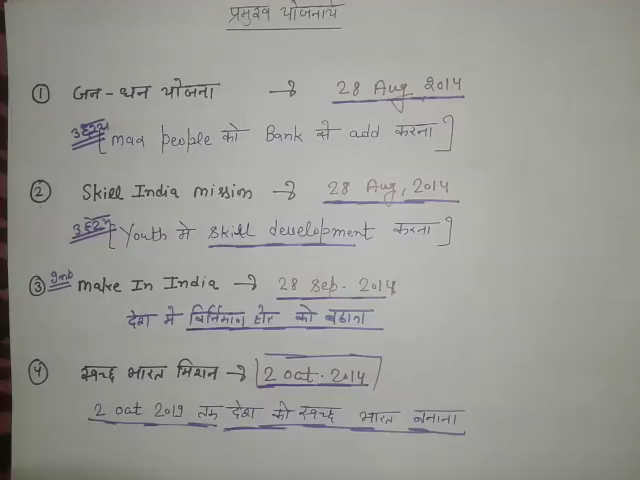 प्रमुख योजनाये
① जन-धन योजना → 28 Aug 2014
उद्देश्य [max people को Bank से add करना]
② Skill India mission → 28 Aug, 2014
उद्देश्य [Youth मे skill development करना]
③ Imb make In India → 28 Sep. 2014
देश मे विर्निमाण को बढाना
④ स्वच्छ भारत मिशन → 2 oct. 2014
2 oct 2019 तक देश को स्वच्छ भारत बनाना